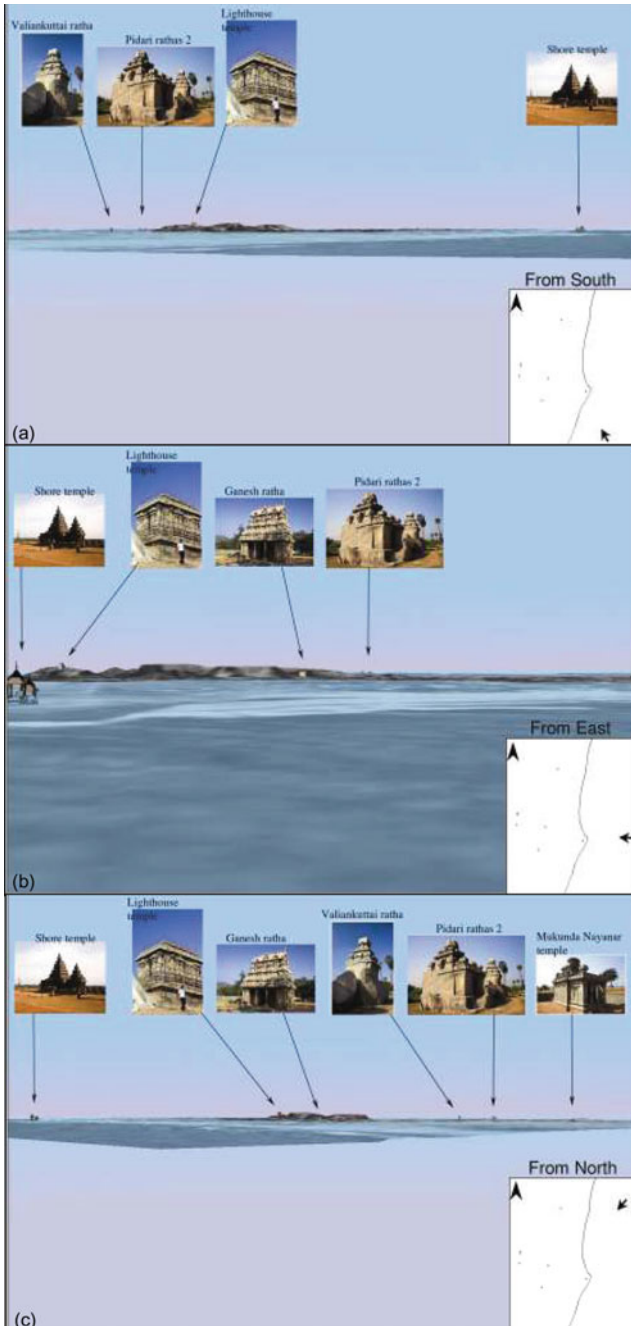 Valiankuttai ratha
Pidari rathas 2
Lighthouse
temple
Shore temple
From South
(a)
Shore temple
Lighthouse
temple
Ganesh ratha
Pidari rathas 2
From East
(b)
Shore temple
Lighthouse
temple
Ganesh ratha
Valiankuttai ratha
Pidari rathas 2
Mukunda Nayanar
temple
From North
(c)